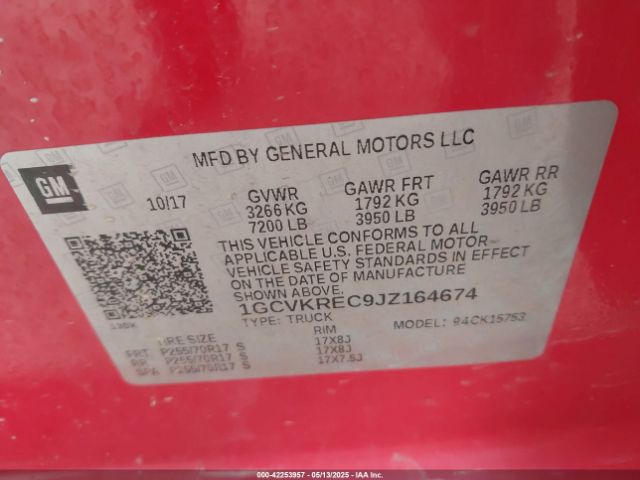 GM
MFD BY GENERAL MOTORS LLC
10/17
GVWR
3266 KG
7200 LB
GAWR FRT
1792 KG
3950 LB
GAWR RR
1792 KG
3950 LB
THIS VEHICLE CONFORMS TO ALL
APPLICABLE U.S. FEDERAL MOTOR
VEHICLE SAFETY STANDARDS IN EFFECT
ON THE DATE OF MANUFACTURE
SHOWN ABOVE.
1GCVKREC9JZ164674
TYPE: TRUCK
MODEL: 94CK15753
TIRE SIZE RIM
FRT P255/70R17 S 17X8J
RR P255/70R17 S 17X8J
SPA P255/70R17 S 17X7.5J
000-42253957 - 05/13/2025 - IAA Inc.